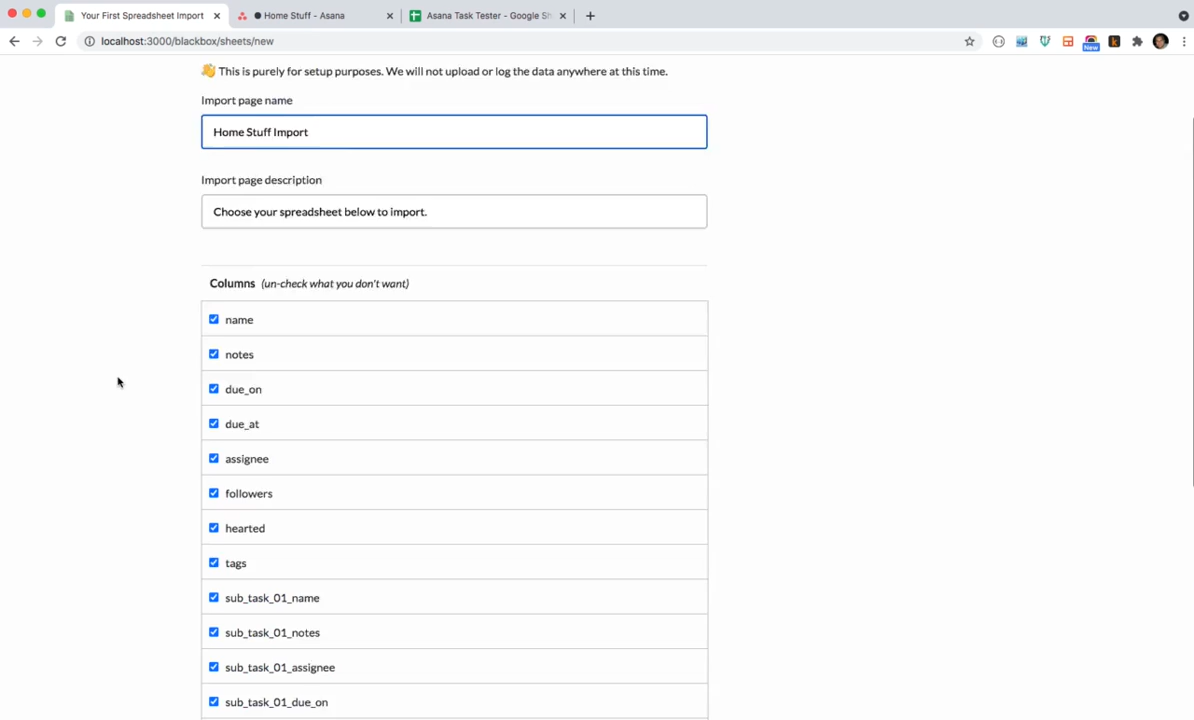 Your First Spreadsheet Import
Home Stuff - Asana
Asana Task Tester - Google Sh
localhost:3000/blackbox/sheets/new
New
👋 This is purely for setup purposes. We will not upload or log the data anywhere at this time.
Import page name
Home Stuff Import
Import page description
Choose your spreadsheet below to import.
Columns (un-check what you don't want)
name
notes
due_on
due_at
assignee
followers
hearted
tags
sub_task_01_name
sub_task_01_notes
sub_task_01_assignee
sub_task_01_due_on